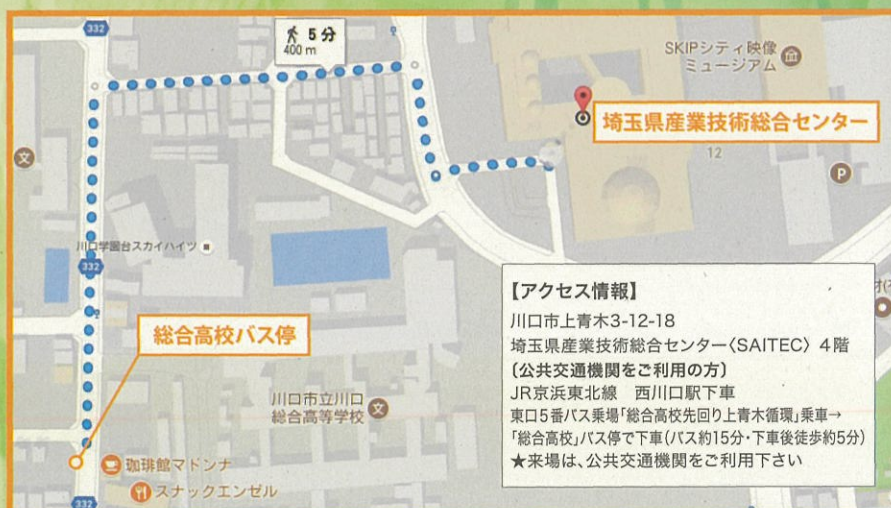 332
5分
400 m
SKIPシティ映像
ミュージアム
埼玉県産業技術総合センター
文
12
P
川口学園台スカイハイツ
332
総合高校バス停
川口市立川口
総合高等学校
文
珈琲館マドンナ
スナックエンゼル
332
【アクセス情報】
川口市上青木3-12-18
埼玉県産業技術総合センター〈SAITEC〉4階
〔公共交通機関をご利用の方〕
JR京浜東北線 西川口駅下車
東口5番バス乗場「総合高校先回り上青木循環」乗車→
「総合高校」バス停で下車(バス約15分・下車後徒歩約5分)
★来場は、公共交通機関をご利用下さい